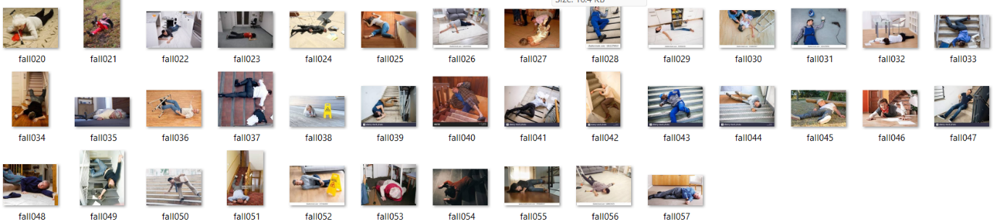 Size: 10.4 KB
fall020 fall021 fall022 fall023 fall024 fall025 fall026 fall027 fall028 fall029 fall030 fall031 fall032 fall033
fall034 fall035 fall036 fall037 fall038 fall039 fall040 fall041 fall042 fall043 fall044 fall045 fall046 fall047
fall048 fall049 fall050 fall051 fall052 fall053 fall054 fall055 fall056 fall057